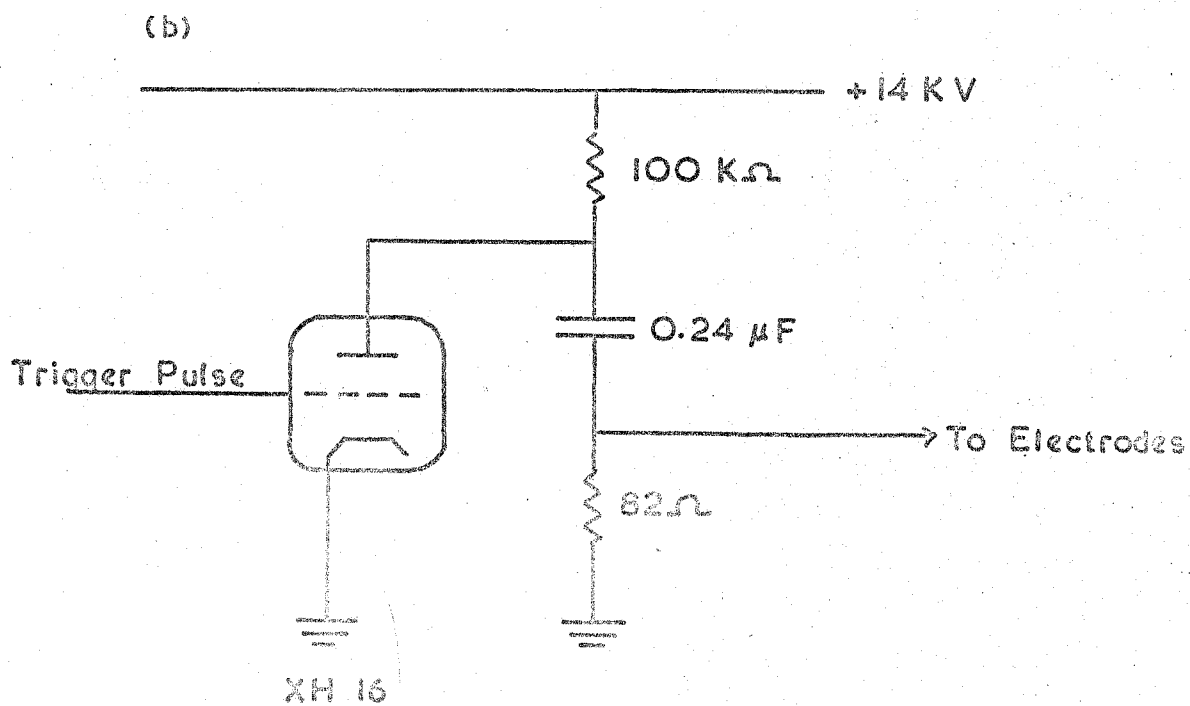 (b)
+14 KV
100 KΩ
0.24 µF
Trigger Pulse
To Electrodes
82Ω
XH 16